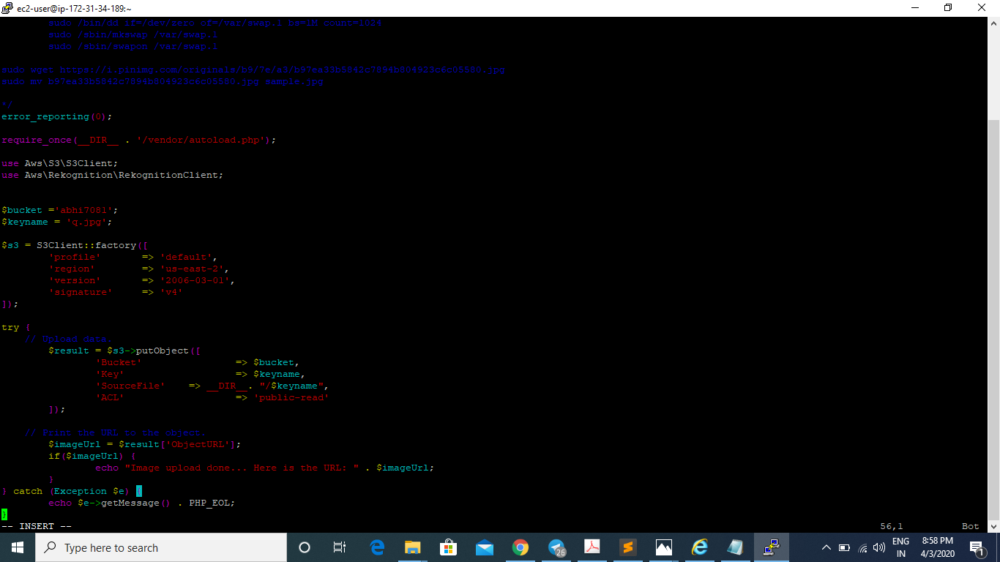 ec2-user@ip-172-31-34-189:~
sudo /bin/dd if=/dev/zero of=/var/swap.1 bs=1M count=1024
sudo /sbin/mkswap /var/swap.1
sudo /sbin/swapon /var/swap.1
sudo wget https://i.pinimg.com/originals/b9/7e/a3/b97ea33b5842c7894b804923c6c05580.jpg
sudo mv b97ea33b5842c7894b804923c6c05580.jpg sample.jpg
*/
error_reporting(0);
require_once(__DIR__ . '/vendor/autoload.php');
use Aws\S3\S3Client;
use Aws\Rekognition\RekognitionClient;
$bucket ='abhi7081';
$keyname = 'q.jpg';
$s3 = S3Client::factory([
'profile' => 'default',
'region' => 'us-east-2',
'version' => '2006-03-01',
'signature' => 'v4'
]);
try {
// Upload data.
$result = $s3->putObject([
'Bucket' => $bucket,
'Key' => $keyname,
'SourceFile' => __DIR__. "/$keyname",
'ACL' => 'public-read'
]);
// Print the URL to the object.
$imageUrl = $result['ObjectURL'];
if($imageUrl) {
echo "Image upload done... Here is the URL: " . $imageUrl;
}
} catch (Exception $e) {
echo $e->getMessage() . PHP_EOL;
}
-- INSERT -- 56,1 Bot
Type here to search
26
ENG
IN
8:58 PM
4/3/2020
1